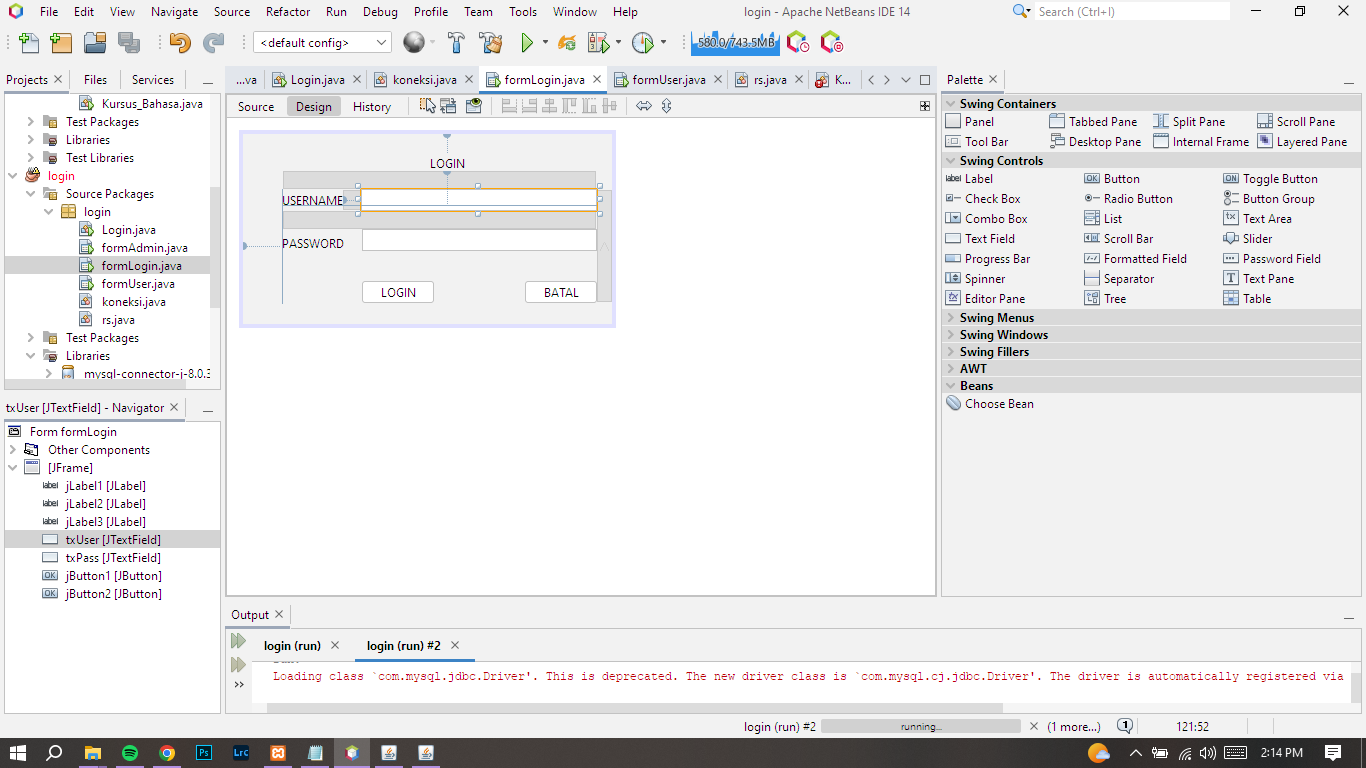 File Edit View Navigate Source Refactor Run Debug Profile Team Tools Window Help login - Apache NetBeans IDE 14 Search (Ctrl+I)
<default config> 580.0/743.5MB
Projects Files Services
Kursus_Bahasa.java
Test Packages
Libraries
Test Libraries
login
Source Packages
login
Login.java
formAdmin.java
formLogin.java
formUser.java
koneksi.java
rs.java
Test Packages
Libraries
mysql-connector-j-8.0.3
...va Login.java koneksi.java formLogin.java formUser.java rs.java K...
Source Design History
LOGIN
USERNAME
PASSWORD
LOGIN BATAL
Palette
Swing Containers
Panel Tabbed Pane Split Pane Scroll Pane
Tool Bar Desktop Pane Internal Frame Layered Pane
Swing Controls
Label Button Toggle Button
Check Box Radio Button Button Group
Combo Box List Text Area
Text Field Scroll Bar Slider
Progress Bar Formatted Field Password Field
Spinner Separator Text Pane
Editor Pane Tree Table
Swing Menus
Swing Windows
Swing Fillers
AWT
Beans
Choose Bean
txUser [JTextField] - Navigator
Form formLogin
Other Components
[JFrame]
label jLabel1 [JLabel]
label jLabel2 [JLabel]
label jLabel3 [JLabel]
txUser [JTextField]
txPass [JTextField]
OK jButton1 [JButton]
OK jButton2 [JButton]
Output
login (run) login (run) #2
Loading class `com.mysql.jdbc.Driver'. This is deprecated. The new driver class is `com.mysql.cj.jdbc.Driver'. The driver is automatically registered via
login (run) #2 running... (1 more...) 1 121:52
Ps LrC 2:14 PM